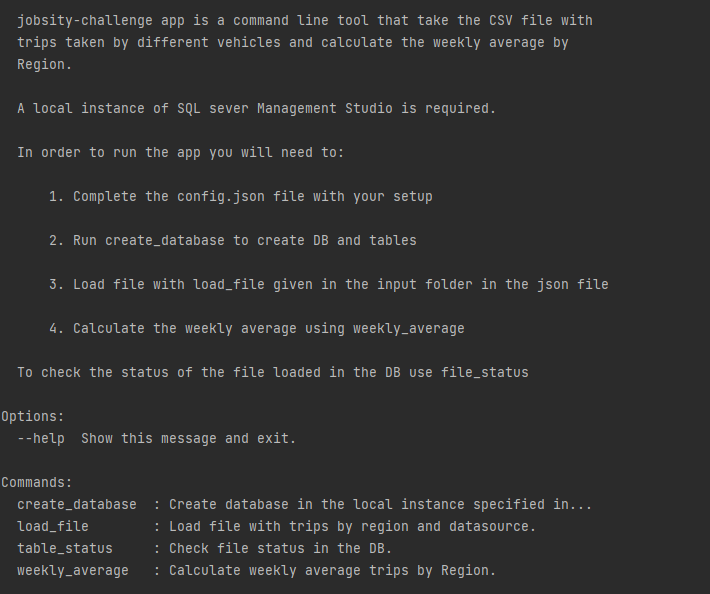 jobsity-challenge app is a command line tool that take the CSV file with
trips taken by different vehicles and calculate the weekly average by
Region.
A local instance of SQL sever Management Studio is required.
In order to run the app you will need to:
1. Complete the config.json file with your setup
2. Run create_database to create DB and tables
3. Load file with load_file given in the input folder in the json file
4. Calculate the weekly average using weekly_average
To check the status of the file loaded in the DB use file_status
Options:
--help  Show this message and exit.
Commands:
create_database  : Create database in the local instance specified in...
load_file        : Load file with trips by region and datasource.
table_status     : Check file status in the DB.
weekly_average   : Calculate weekly average trips by Region.